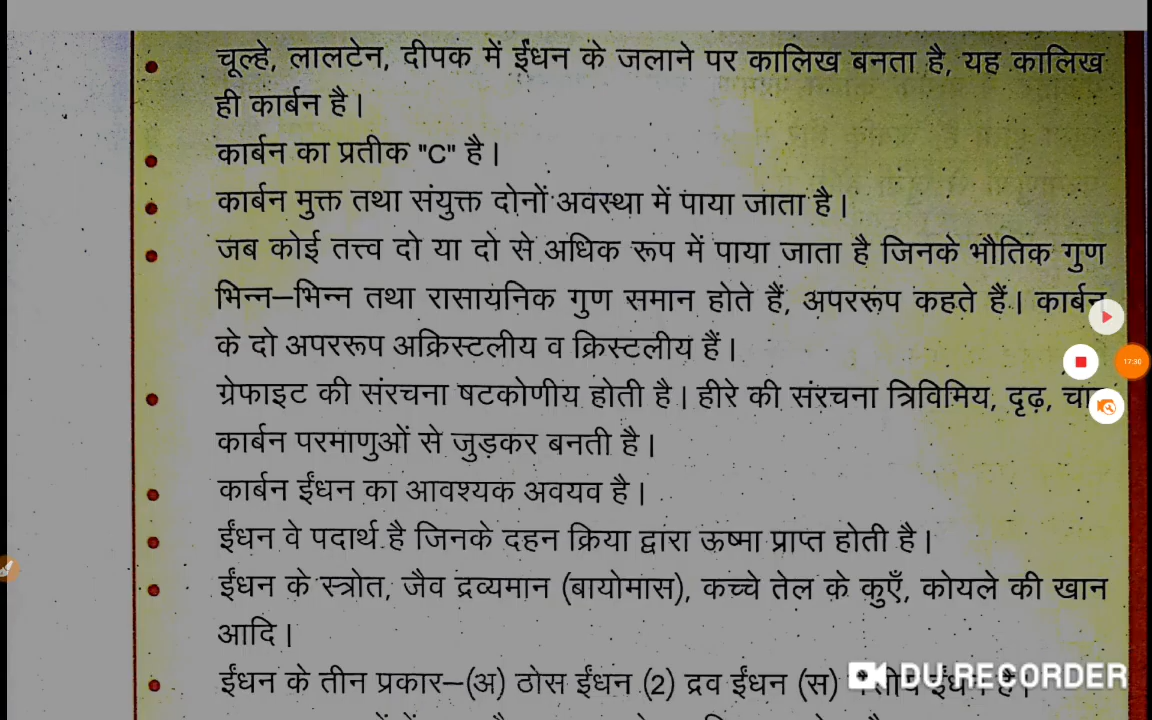 चूल्हे, लालटेन, दीपक में ईंधन के जलाने पर कालिख बनता है, यह कालिख
ही कार्बन है।
कार्बन का प्रतीक "C" है।
कार्बन मुक्त तथा संयुक्त दोनों अवस्था में पाया जाता है।
जब कोई तत्त्व दो या दो से अधिक रूप में पाया जाता है जिनके भौतिक गुण
भिन्न–भिन्न तथा रासायनिक गुण समान होते हैं, अपररूप कहते हैं। कार्बन
17:30
के दो अपररूप अक्रिस्टलीय व क्रिस्टलीय हैं।
ग्रेफाइट की संरचना षटकोणीय होती है। हीरे की संरचना त्रिविमिय, दृढ़,
कार्बन परमाणुओं से जुड़कर बनती है।
कार्बन ईंधन का आवश्यक अवयव है।
ईंधन वे पदार्थ है जिनके दहन क्रिया द्वारा ऊष्मा प्राप्त होती है।
ईंधन के स्त्रोत, जैव द्रव्यमान (बायोमास), कच्चे तेल के कुएँ, कोयले की खान
आदि।
ईंधन के तीन प्रकार–(अ) ठोस ईंधन (2) द्रव ईंधन (स) ईंधन है।
DU RECORDER